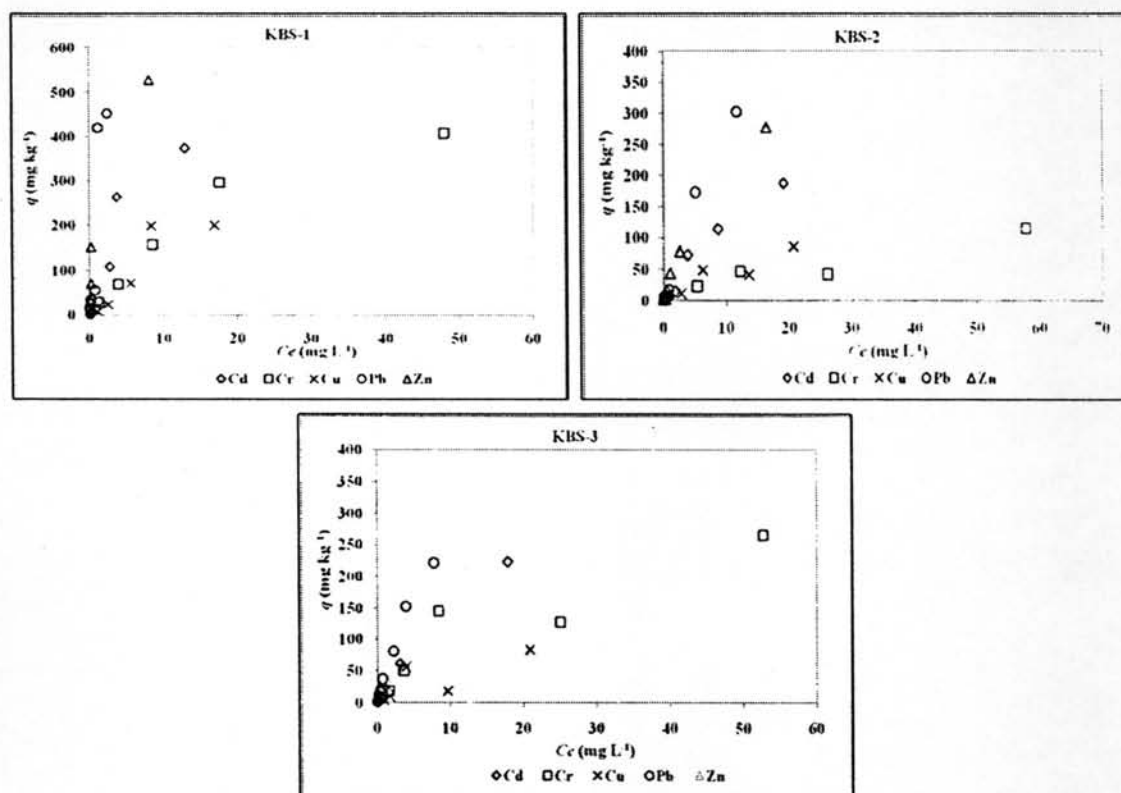 KBS-1
600
500
400
300
200
100
0
q (mg kg⁻¹)
0 10 20 30 40 50 60
Ce (mg L⁻¹)
Cd Cr Cu Pb Zn
KBS-2
400
350
300
250
200
150
100
50
0
q (mg kg⁻¹)
0 10 20 30 40 50 60 70
Ce (mg L⁻¹)
Cd Cr Cu Pb Zn
KBS-3
400
350
300
250
200
150
100
50
0
q (mg kg⁻¹)
0 10 20 30 40 50 60
Ce (mg L⁻¹)
Cd Cr Cu Pb Zn